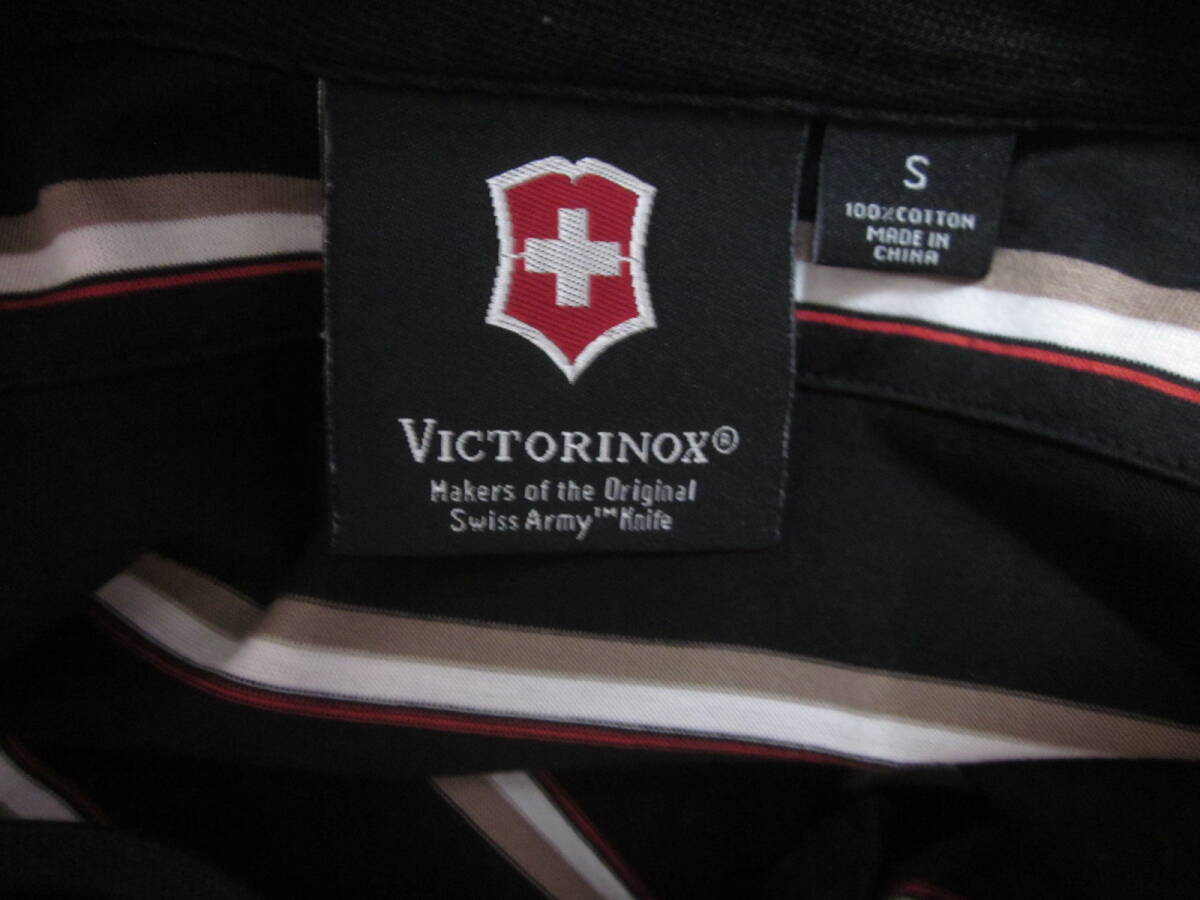 VICTORINOX®
Makers of the Original
Swiss Army™ Knife
S
100%COTTON
MADE IN
CHINA